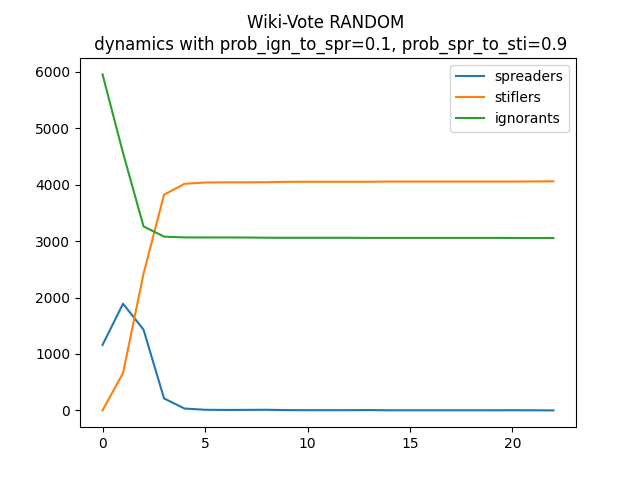 Wiki-Vote RANDOM
dynamics with prob_ign_to_spr=0.1, prob_spr_to_sti=0.9
spreaders
stiflers
ignorants
6000
5000
4000
3000
2000
1000
0
0 5 10 15 20